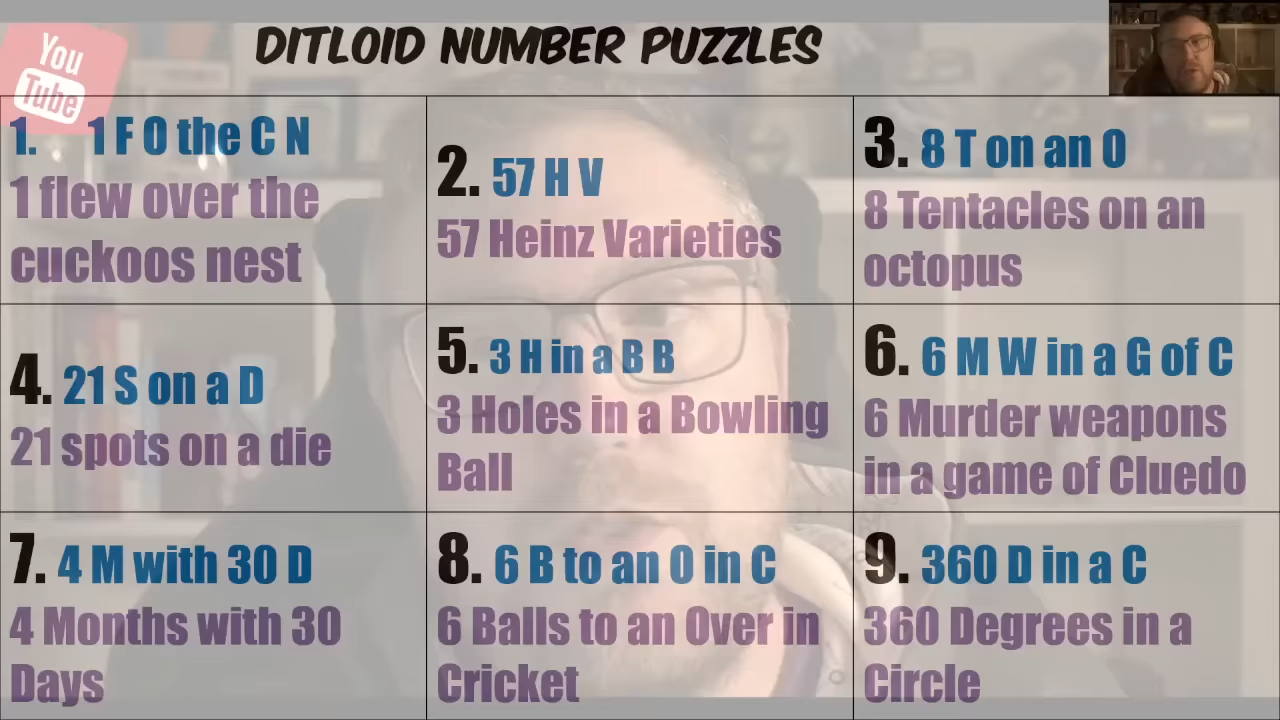 DITLOID NUMBER PUZZLES
You
Tube
1. 1 F O the C N
1 flew over the
cuckoos nest
2. 57 H V
57 Heinz Varieties
3. 8 T on an O
8 Tentacles on an
octopus
4. 21 S on a D
21 spots on a die
5. 3 H in a B B
3 Holes in a Bowling
Ball
6. 6 M W in a G of C
6 Murder weapons
in a game of Cluedo
7. 4 M with 30 D
4 Months with 30
Days
8. 6 B to an O in C
6 Balls to an Over in
Cricket
9. 360 D in a C
360 Degrees in a
Circle